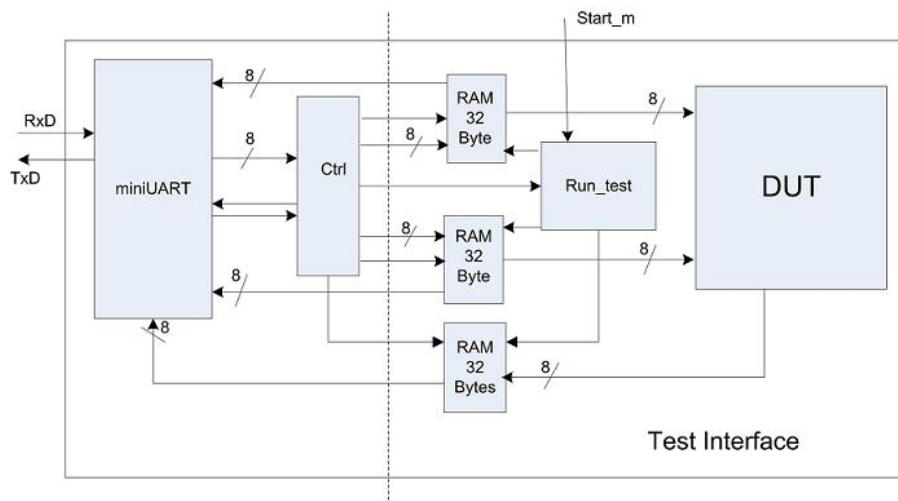 Start_m
8
RAM
32
Byte
8
DUT
RxD
TxD
miniUART
8
Ctrl
8
Run_test
8
RAM
32
Byte
8
8
8
RAM
32
Bytes
8
Test Interface